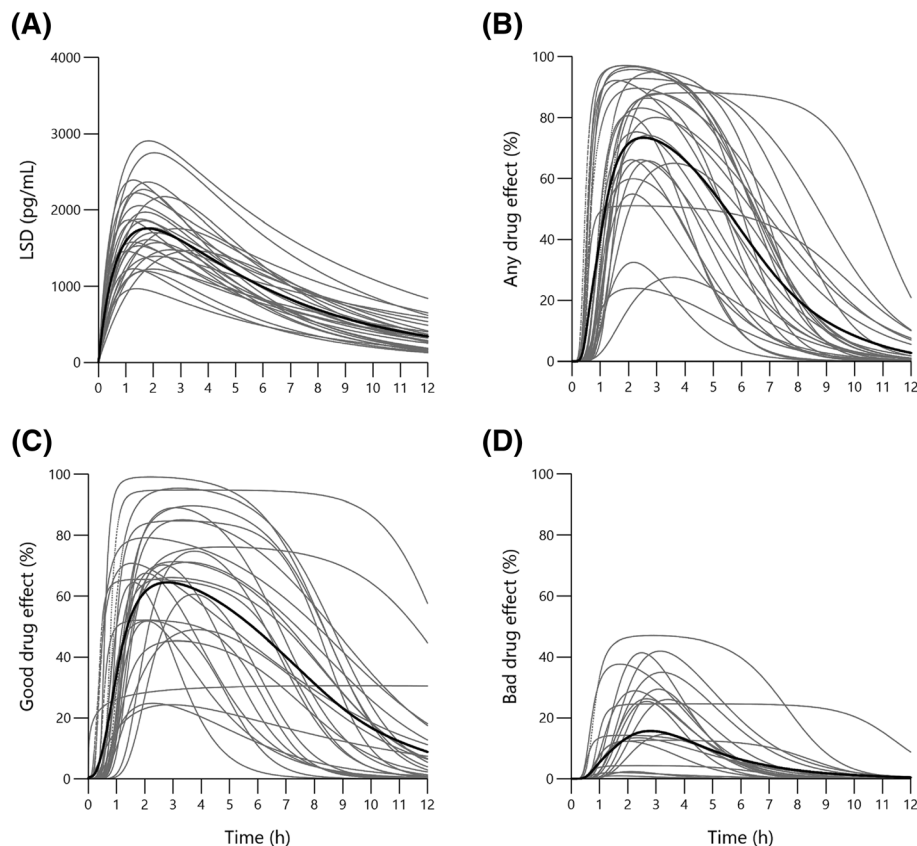 (A)
4000
3000
2000
1000
0
LSD (pg/mL)
0 1 2 3 4 5 6 7 8 9 10 11 12
(B)
100
80
60
40
20
0
Any drug effect (%)
0 1 2 3 4 5 6 7 8 9 10 11 12
(C)
100
80
60
40
20
0
Good drug effect (%)
0 1 2 3 4 5 6 7 8 9 10 11 12
Time (h)
(D)
100
80
60
40
20
0
Bad drug effect (%)
0 1 2 3 4 5 6 7 8 9 10 11 12
Time (h)